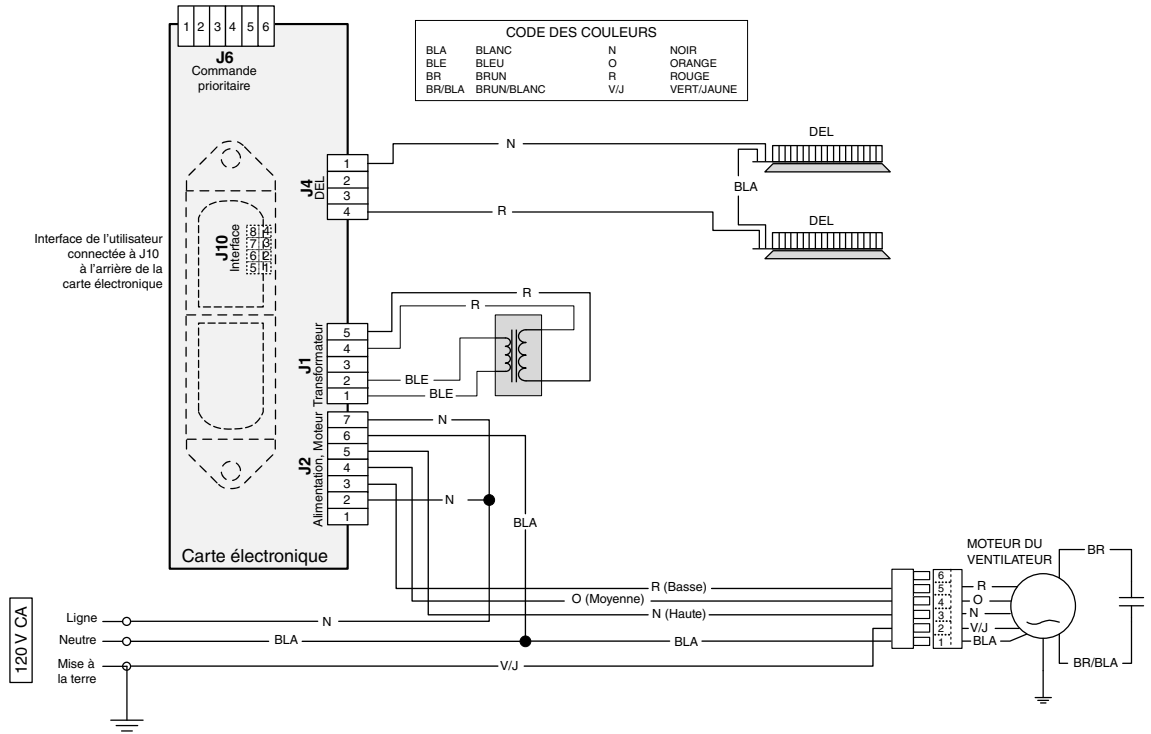 1 2 3 4 5 6
J6
Commande
prioritaire
CODE DES COULEURS
BLA BLANC N NOIR
BLE BLEU O ORANGE
BR BRUN R ROUGE
BR/BLA BRUN/BLANC V/J VERT/JAUNE
J4
DEL
1
2
3
4
N
R
DEL
BLA
DEL
Interface de l'utilisateur
connectée à J10
à l'arrière de la
carte électronique
J10
Interface
8 4
7 3
6 2
5 1
J1
Transformateur
5
4
3
2
1
R
R
BLE
BLE
J2
Alimentation, Moteur
7
6
5
4
3
2
1
N
N
BLA
Carte électronique
R (Basse)
O (Moyenne)
N (Haute)
120 V CA
Ligne
N
Neutre
BLA
BLA
Mise à
la terre
V/J
MOTEUR DU
VENTILATEUR
6
5 R
4 O
3 N
2 V/J
1 BLA
BR
BR/BLA